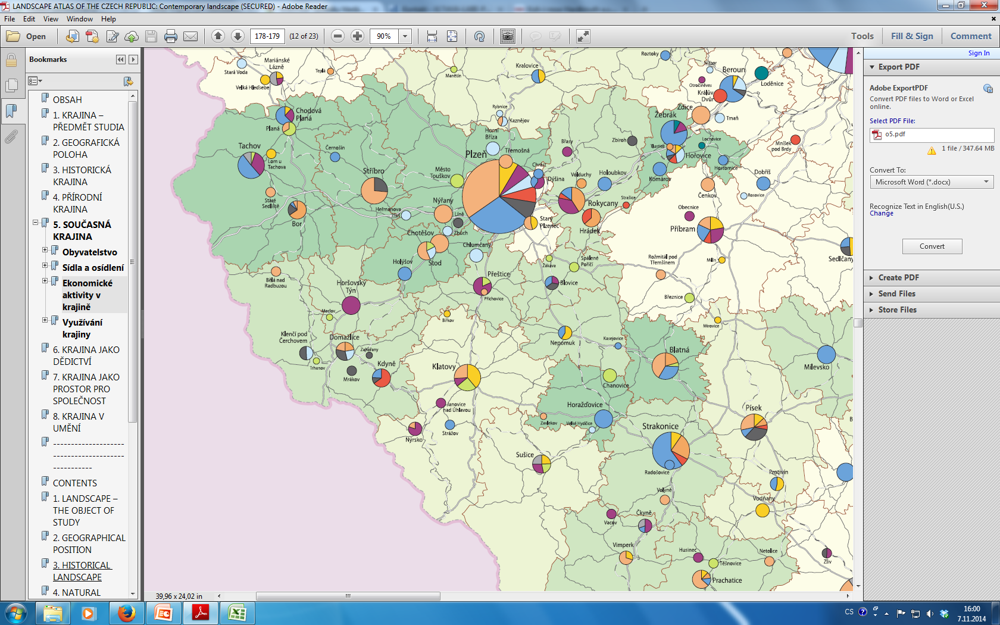 LANDSCAPE ATLAS OF THE CZECH REPUBLIC: Contemporary landscape (SECURED) - Adobe Reader
File Edit View Window Help
Open
178-179 (12 of 23) 90%
Tools Fill & Sign Comment
Sign In
Bookmarks
OBSAH
1. KRAJINA –
PŘEDMĚT STUDIA
2. GEOGRAFICKÁ
POLOHA
3. HISTORICKÁ
KRAJINA
4. PŘÍRODNÍ
KRAJINA
5. SOUČASNÁ
KRAJINA
Obyvatelstvo
Sídla a osídlení
Ekonomické
aktivity v
krajině
Využívání
krajiny
6. KRAJINA JAKO
DĚDICTVÍ
7. KRAJINA JAKO
PROSTOR PRO
SPOLEČNOST
8. KRAJINA V
UMĚNÍ
---------------------
---------------------
-----------
CONTENTS
1. LANDSCAPE –
THE OBJECT OF
STUDY
2. GEOGRAPHICAL
POSITION
3. HISTORICAL
LANDSCAPE
4. NATURAL
Stará Voda
Mariánské
Lázně
Velká Hleďsebe
Teplá
Manětín
Kralovice
Roztoky
Nižbor
Beroun
Loděnice
Otročiněves
Králův
Dvůr
Zdice
Žebrák
Tmaň
Chodová
Planá
Planá
Rybnice
Kaznějov
Horní
Bříza
Třemošná
Plzeň
Chrást
Dýšina
Břasy
Zbiroh
Tlustice
Lochovice
Hořovice
Hostomice
Komárov
Mníšek
pod Brdy
Dobříš
Rosovice
Čenkov
Tachov
Lom u
Tachova
Černošín
Stříbro
Město
Touškov
Staré
Sedliště
Bor
Heřmanova
Huť
Nýřany
Líně
Zbůch
Chotěšov
Stod
Chlumčany
Holýšov
Volduchy
Holoubkov
Rokycany
Strašice
Hrádek
Starý
Plzenec
Obecnice
Příbram
Rožmitál pod
Třemšínem
Milín
Sedlčany
Březnice
Mirovice
Žákava
Spálené
Poříčí
Blovice
Přeštice
Příchovice
Bělá nad
Radbuzou
Horšovský
Týn
Meclov
Biřkov
Klenčí pod
Čerchovem
Domažlice
Zahořany
Trhanov
Mrákov
Kdyně
Klatovy
Nepomuk
Kasejovice
Blatná
Milevsko
Chanovice
Horažďovice
Velké Hydčice
Zavlekov
Janovice
nad Úhlavou
Nýrsko
Strážov
Sušice
Strakonice
Radošovice
Písek
Protivín
Vodňany
Volyně
Čkyně
Vacov
Vimperk
Husinec
Těšnovice
Netolice
Prachatice
Zliv
Export PDF
Adobe ExportPDF
Convert PDF files to Word or Excel
online.
Select PDF File:
o5.pdf
1 file / 347.64 MB
Convert To:
Microsoft Word (*.docx)
Recognize Text in English(U.S.)
Change
Convert
Create PDF
Send Files
Store Files
39,96 x 24,02 in
CS
16:00
7.11.2014